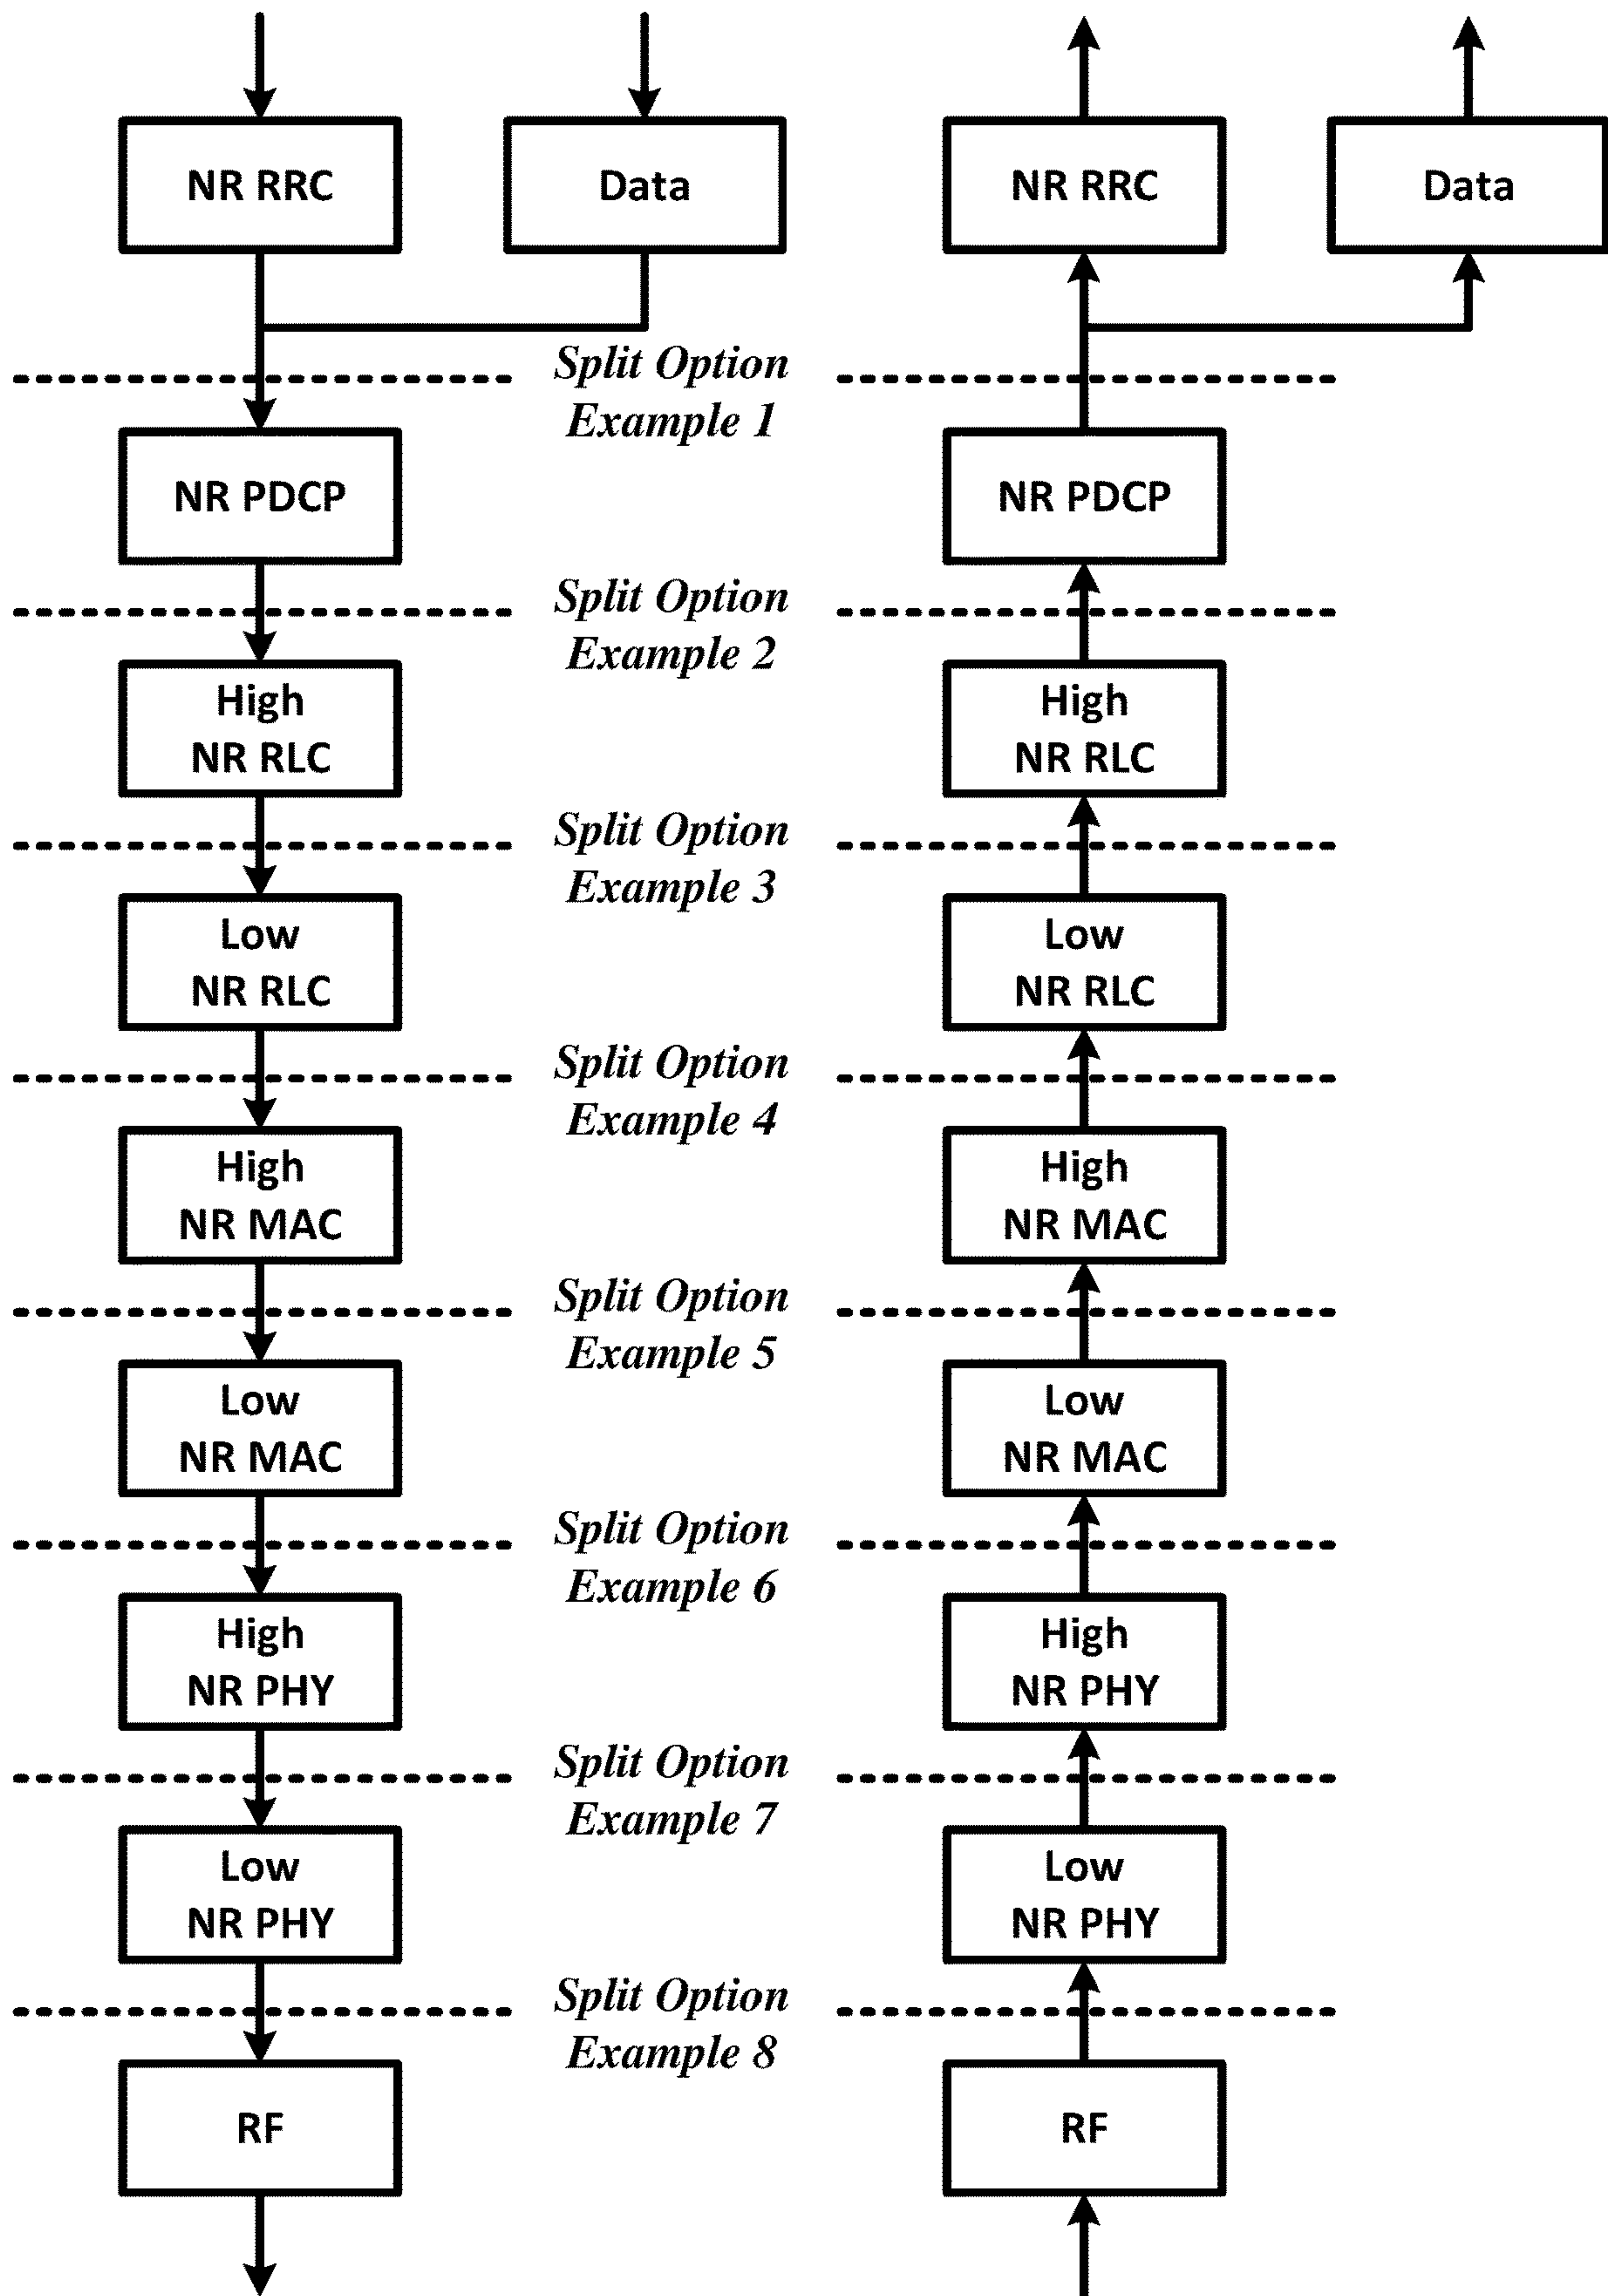 NR RRC
Data
NR RRC
Data
Split Option
Example 1
NR PDCP
NR PDCP
Split Option
Example 2
High
NR RLC
High
NR RLC
Split Option
Example 3
Low
NR RLC
Low
NR RLC
Split Option
Example 4
High
NR MAC
High
NR MAC
Split Option
Example 5
Low
NR MAC
Low
NR MAC
Split Option
Example 6
High
NR PHY
High
NR PHY
Split Option
Example 7
Low
NR PHY
Low
NR PHY
Split Option
Example 8
RF
RF